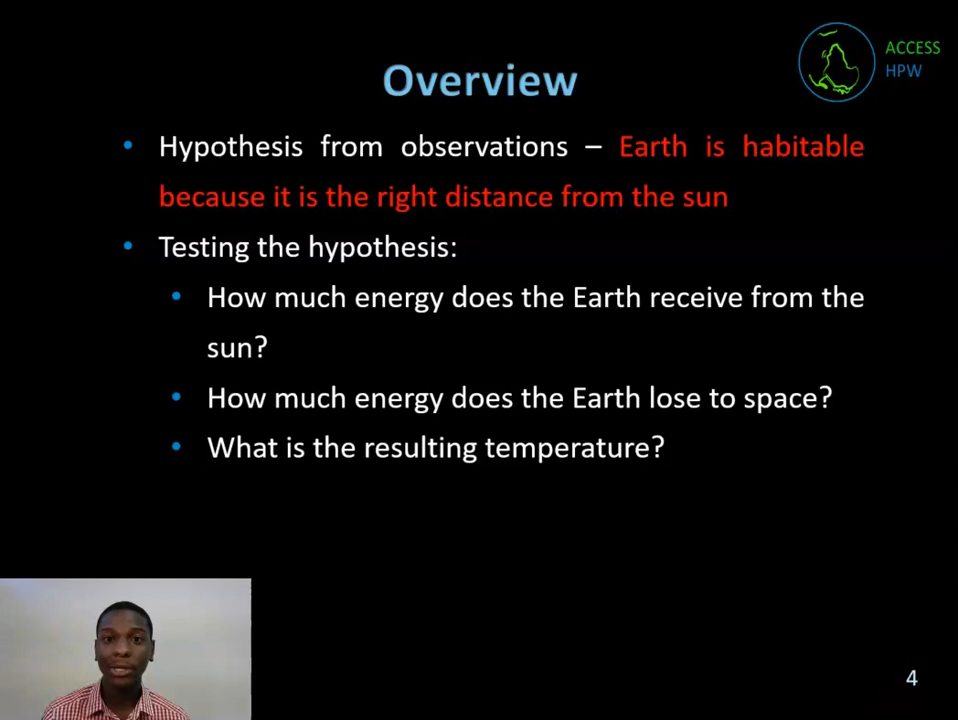 ACCESS
HPW
Overview
• Hypothesis from observations – Earth is habitable
because it is the right distance from the sun
• Testing the hypothesis:
• How much energy does the Earth receive from the
sun?
• How much energy does the Earth lose to space?
• What is the resulting temperature?
4